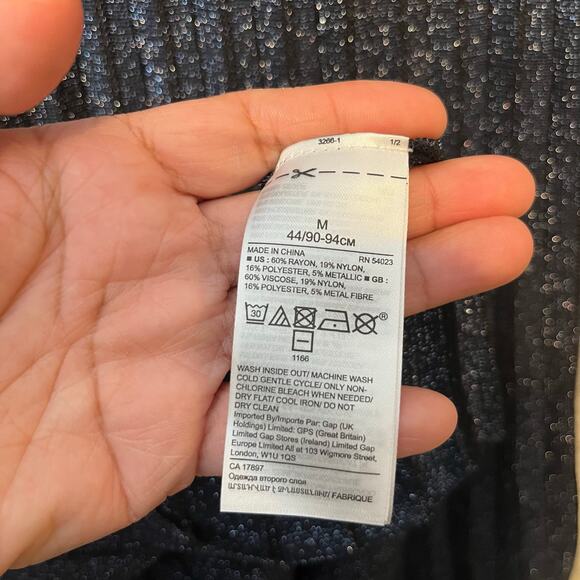 3266-1 1/2
M
44/90-94см
MADE IN CHINA RN 54023
■ US : 60% RAYON, 19% NYLON,
16% POLYESTER, 5% METALLIC ■ GB :
60% VISCOSE, 19% NYLON,
16% POLYESTER, 5% METAL FIBRE
30 ®
1166
WASH INSIDE OUT/ MACHINE WASH
COLD GENTLE CYCLE/ ONLY NON-
CHLORINE BLEACH WHEN NEEDED/
DRY FLAT/ COOL IRON/ DO NOT
DRY CLEAN
Imported By/Importe Par: Gap (UK
Holdings) Limited: GPS (Great Britain)
Limited Gap Stores (Ireland) Limited Gap
Europe Limited All at 103 Wigmore Street,
London, W1U 1QS
CA 17897
Одежда второго слоя
ԱՐՏԱԴՐՎԱԾ Է ՉԻՆԱՍՏԱՆՈՒՄ/ FABRIQUE